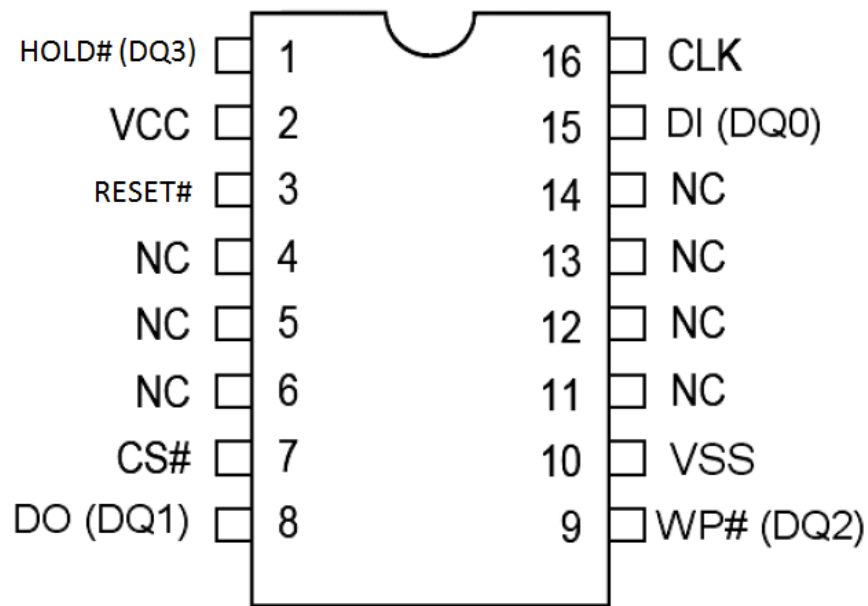 HOLD# (DQ3) 1 16 CLK
VCC 2 15 DI (DQ0)
RESET# 3 14 NC
NC 4 13 NC
NC 5 12 NC
NC 6 11 NC
CS# 7 10 VSS
DO (DQ1) 8 9 WP# (DQ2)